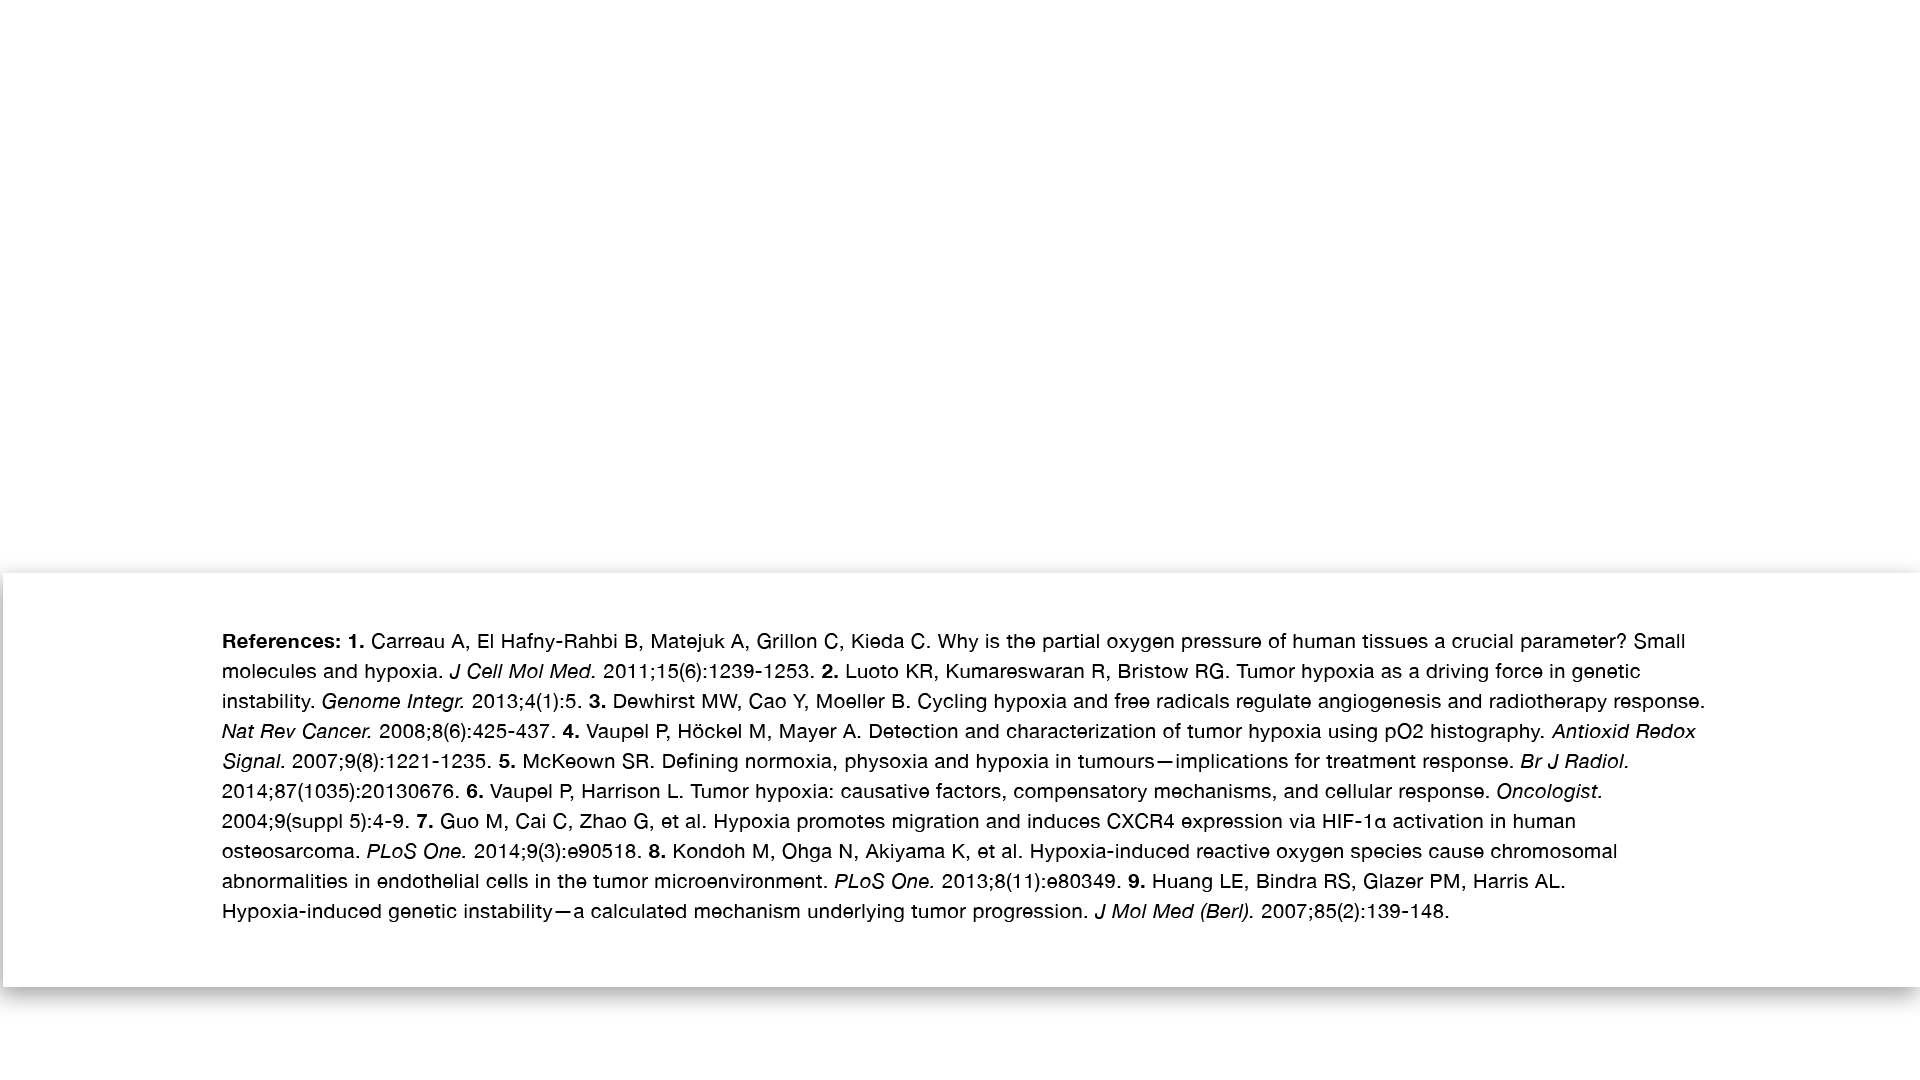 References: 1. Carreau A, El Hafny-Rahbi B, Matejuk A, Grillon C, Kieda C. Why is the partial oxygen pressure of human tissues a crucial parameter? Small
molecules and hypoxia. J Cell Mol Med. 2011;15(6):1239-1253. 2. Luoto KR, Kumareswaran R, Bristow RG. Tumor hypoxia as a driving force in genetic
instability. Genome Integr. 2013;4(1):5. 3. Dewhirst MW, Cao Y, Moeller B. Cycling hypoxia and free radicals regulate angiogenesis and radiotherapy response.
Nat Rev Cancer. 2008;8(6):425-437. 4. Vaupel P, Höckel M, Mayer A. Detection and characterization of tumor hypoxia using pO2 histography. Antioxid Redox
Signal. 2007;9(8):1221-1235. 5. McKeown SR. Defining normoxia, physoxia and hypoxia in tumours—implications for treatment response. Br J Radiol.
2014;87(1035):20130676. 6. Vaupel P, Harrison L. Tumor hypoxia: causative factors, compensatory mechanisms, and cellular response. Oncologist.
2004;9(suppl 5):4-9. 7. Guo M, Cai C, Zhao G, et al. Hypoxia promotes migration and induces CXCR4 expression via HIF-1α activation in human
osteosarcoma. PLoS One. 2014;9(3):e90518. 8. Kondoh M, Ohga N, Akiyama K, et al. Hypoxia-induced reactive oxygen species cause chromosomal
abnormalities in endothelial cells in the tumor microenvironment. PLoS One. 2013;8(11):e80349. 9. Huang LE, Bindra RS, Glazer PM, Harris AL.
Hypoxia-induced genetic instability—a calculated mechanism underlying tumor progression. J Mol Med (Berl). 2007;85(2):139-148.